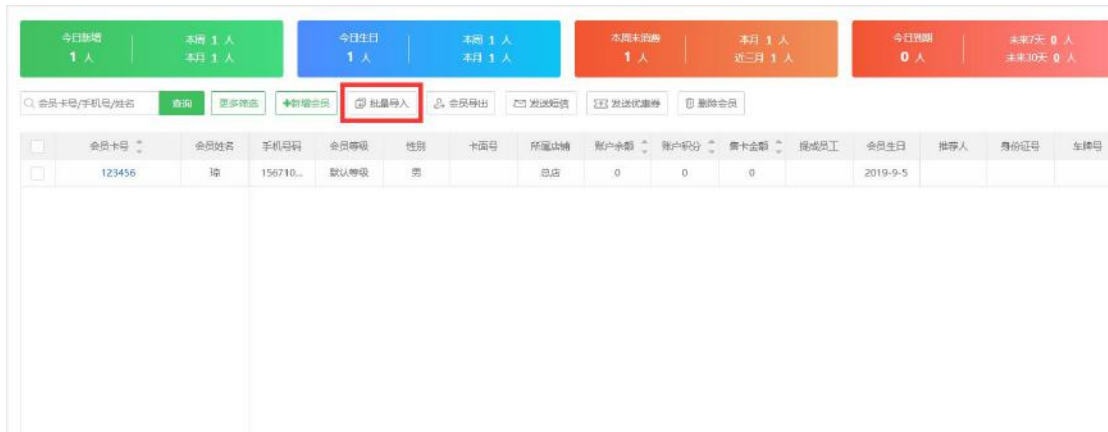 今日新增 本周 1 人 今日生日 本周 1 人 本周未消费 本月 1 人 今日到期 未来7天 0 人
1 人 本月 1 人 1 人 本月 1 人 1 人 近三月 1 人 0 人 未来30天 0 人
会员卡号/手机号/姓名 查询 更多筛选 +新增会员 批量导入 会员导出 发送短信 发送优惠券 删除会员
会员卡号 会员姓名 手机号码 会员等级 性别 卡面号 所属店铺 账户余额 账户积分 售卡金额 提成员工 会员生日 推荐人 身份证号 车牌号
123456 琼 156710... 默认等级 男 总店 0 0 0 2019-9-5